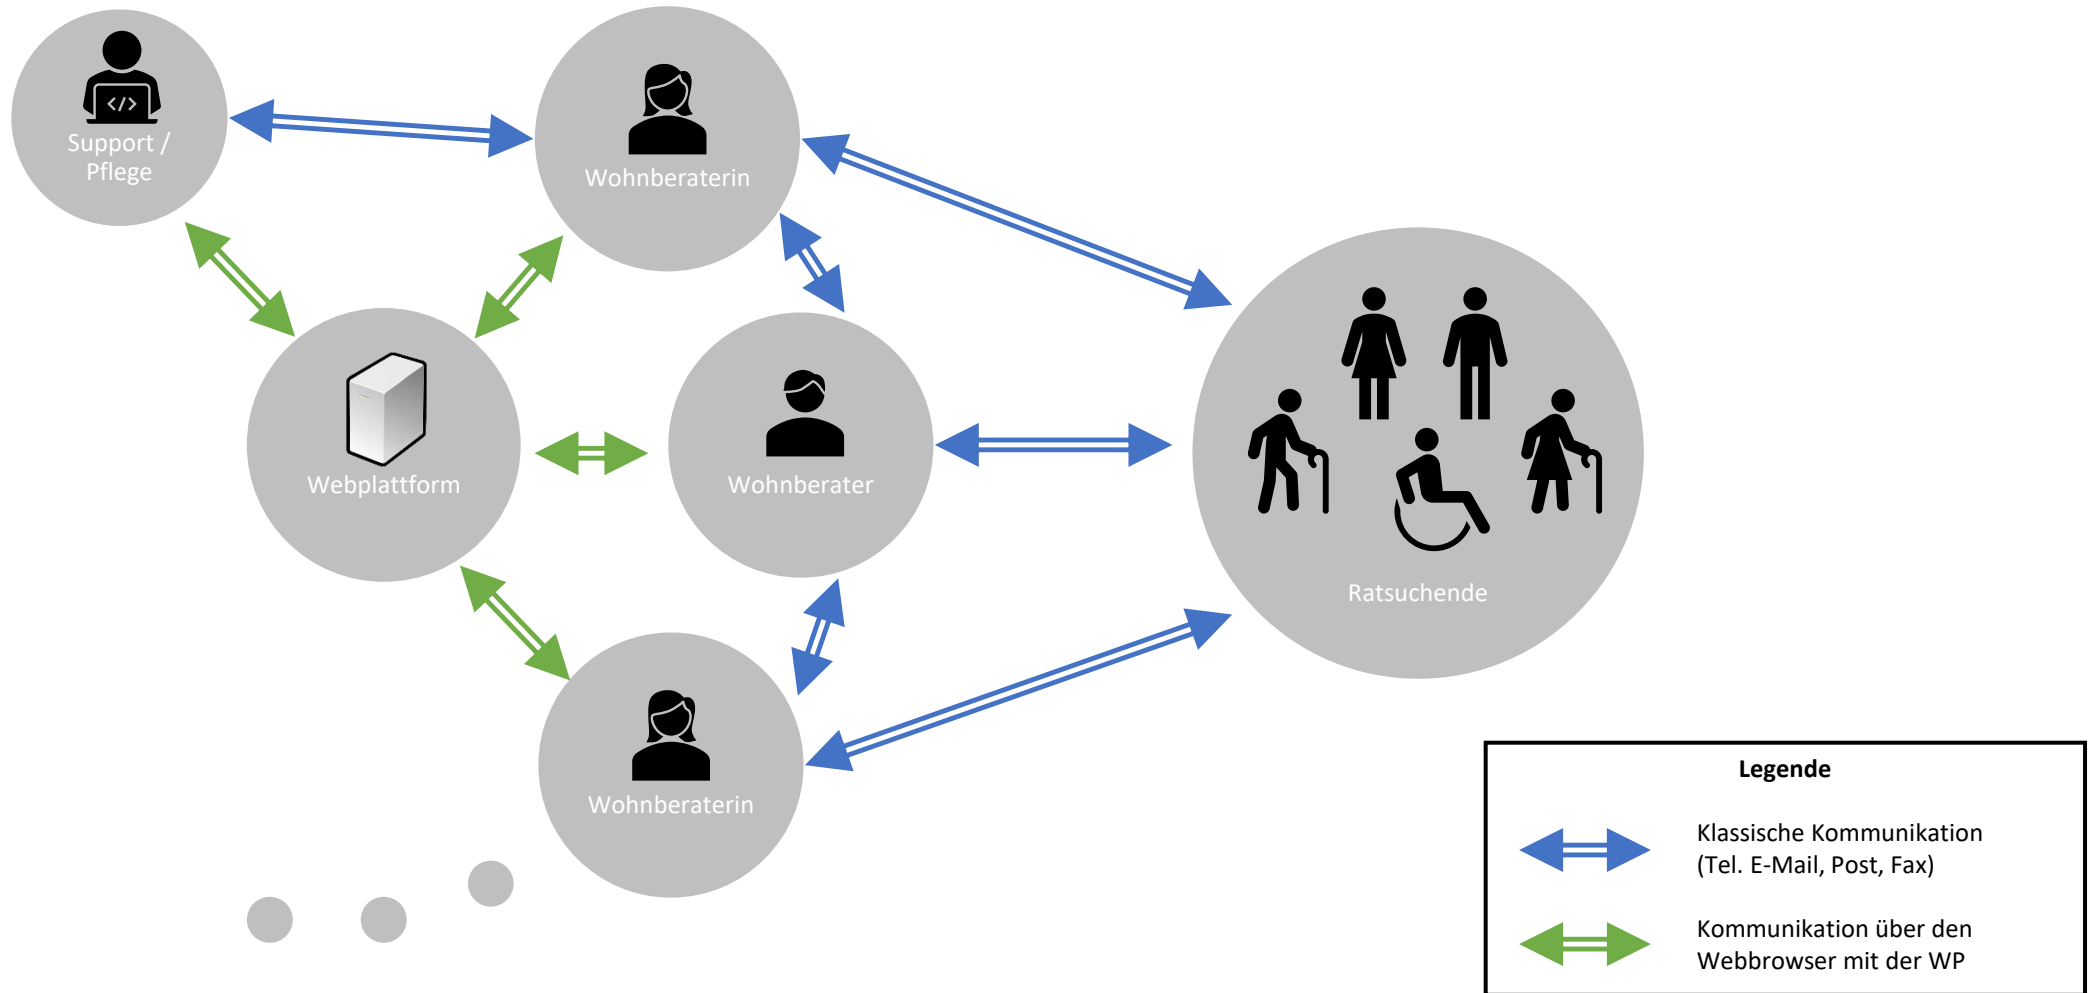 </>
Support /
Pflege
Wohnberaterin
Webplattform
Wohnberater
Ratsuchende
Wohnberaterin
Legende
Klassische Kommunikation
(Tel. E-Mail, Post, Fax)
Kommunikation über den
Webbrowser mit der WP